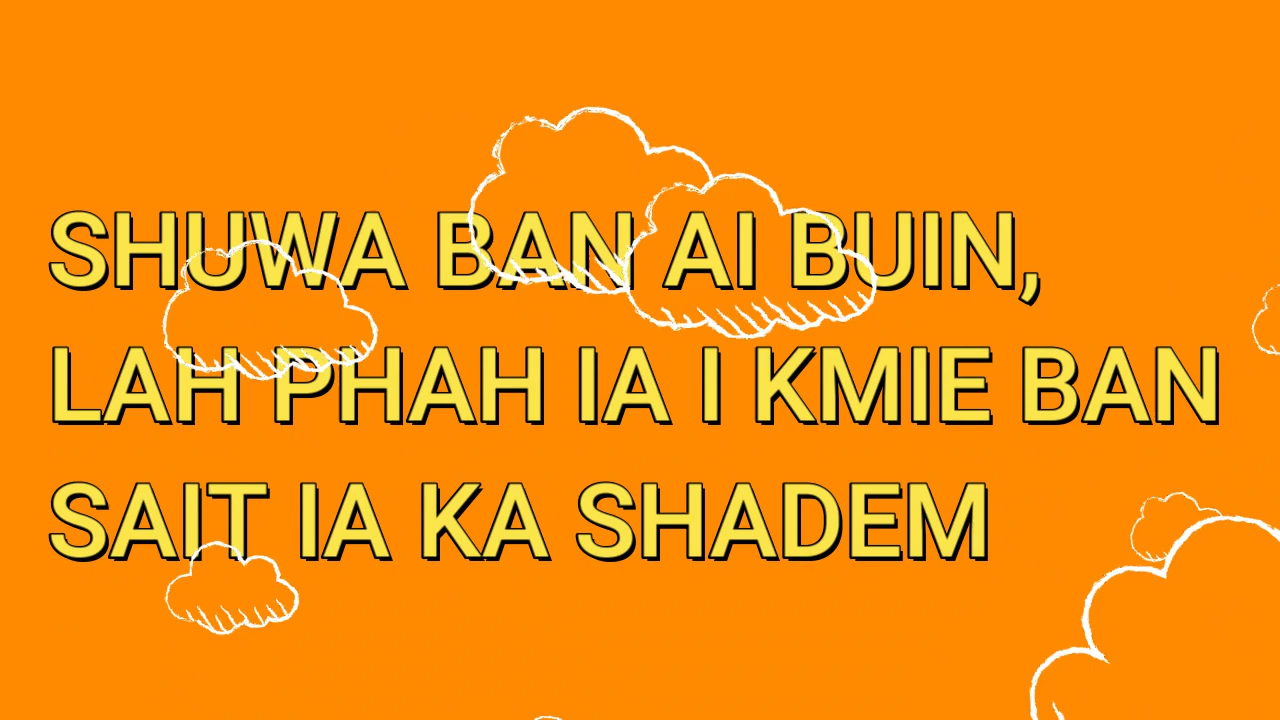 SHUWA BAN AI BUIN,
LAH PHAH IA I KMIE BAN
SAIT IA KA SHADEM